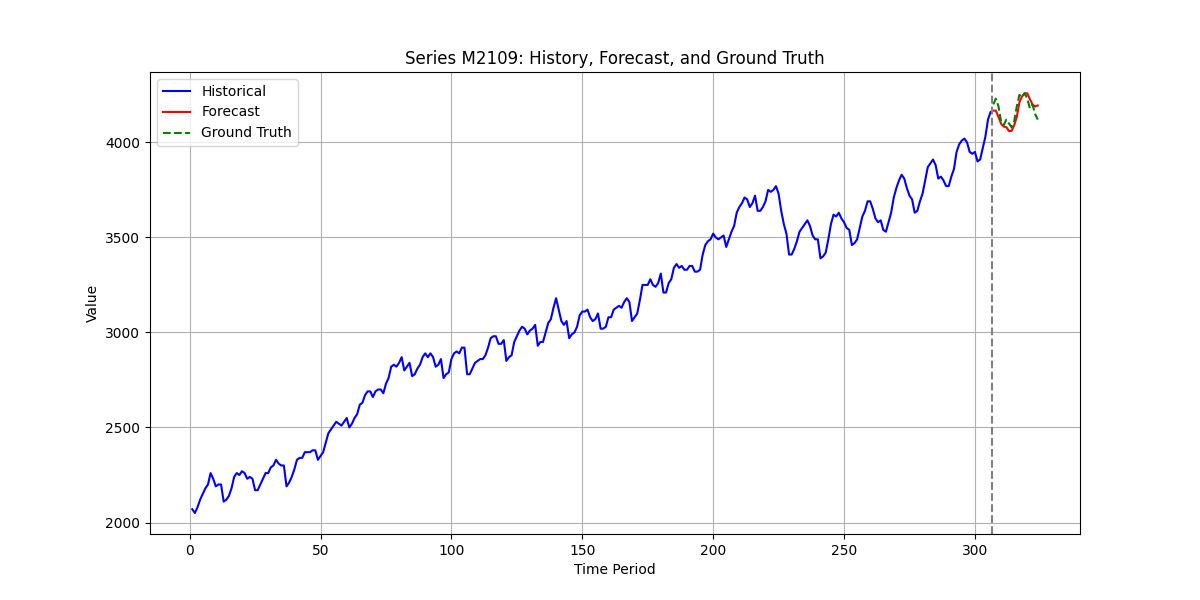 Series M2109: History, Forecast, and Ground Truth
Historical
Forecast
Ground Truth
Value
4000
3500
3000
2500
2000
0 50 100 150 200 250 300
Time Period